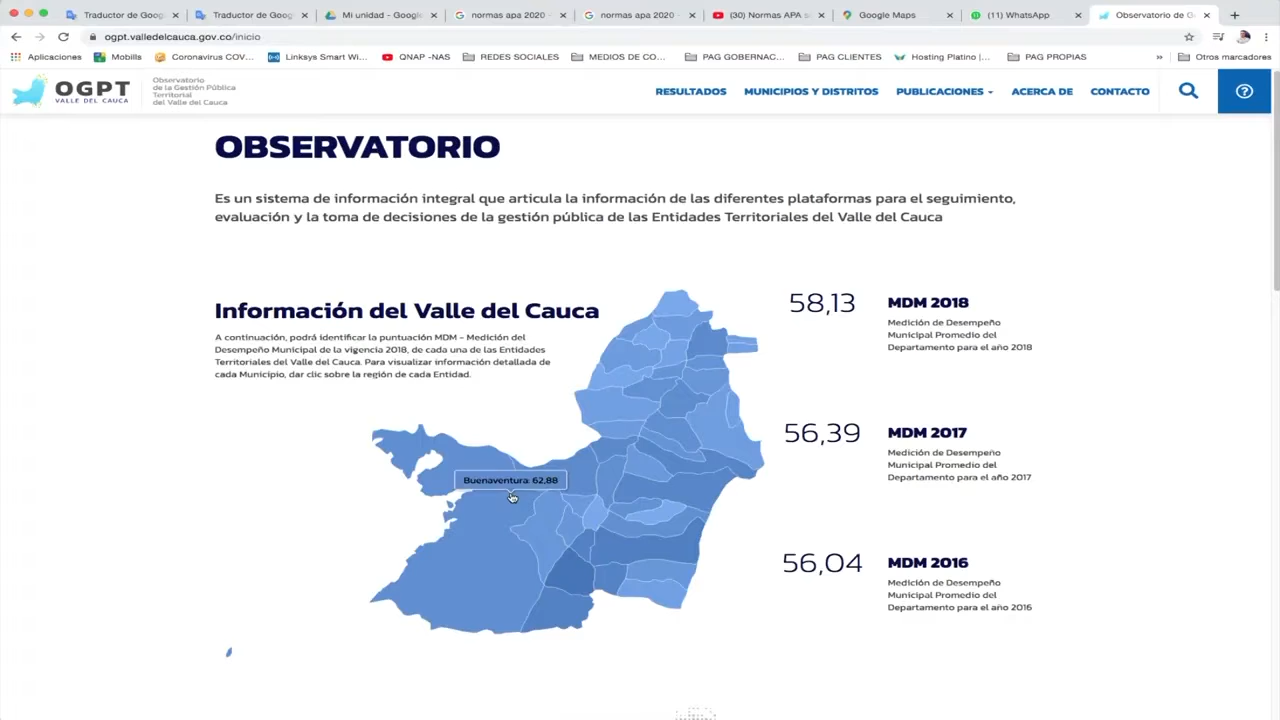 Traductor de Goog
Traductor de Goog
Mi unidad - Google
normas apa 2020 -
normas apa 2020 -
(30) Normas APA s
Google Maps
(11) WhatsApp
Observatorio de G
ogpt.valledelcauca.gov.co/inicio
Aplicaciones
Mobills
Coronavirus COV...
Linksys Smart Wi...
QNAP -NAS
REDES SOCIALES
MEDIOS DE CO...
PAG GOBERNAC...
PAG CLIENTES
Hosting Platino |...
PAG PROPIAS
»
Otros marcadores
OGPT
VALLE DEL CAUCA
Observatorio
de la Gestión Pública
Territorial
del Valle del Cauca
RESULTADOS
MUNICIPIOS Y DISTRITOS
PUBLICACIONES
ACERCA DE
CONTACTO
OBSERVATORIO
Es un sistema de información integral que articula la información de las diferentes plataformas para el seguimiento,
evaluación y la toma de decisiones de la gestión pública de las Entidades Territoriales del Valle del Cauca
Información del Valle del Cauca
A continuación, podrá identificar la puntuación MDM - Medición del
Desempeño Municipal de la vigencia 2018, de cada una de las Entidades
Territoriales del Valle del Cauca. Para visualizar información detallada de
cada Municipio, dar clic sobre la región de cada Entidad.
Buenaventura: 62,88
58,13
MDM 2018
Medición de Desempeño
Municipal Promedio del
Departamento para el año 2018
56,39
MDM 2017
Medición de Desempeño
Municipal Promedio del
Departamento para el año 2017
56,04
MDM 2016
Medición de Desempeño
Municipal Promedio del
Departamento para el año 2016